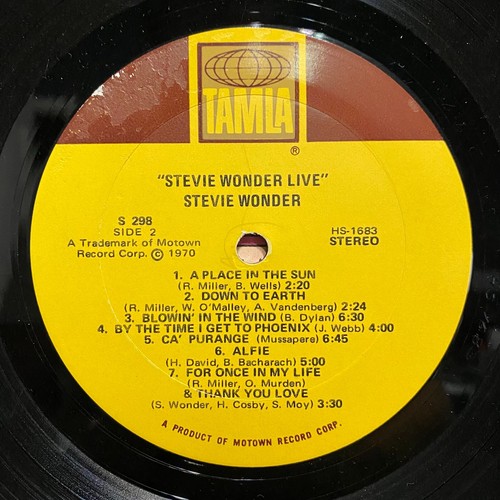 TAMLA
®
"STEVIE WONDER LIVE"
STEVIE WONDER
S 298
SIDE 2
A Trademark of Motown
Record Corp. © 1970
HS-1683
STEREO
1. A PLACE IN THE SUN
(R. Miller, B. Wells) 2:20
2. DOWN TO EARTH
(R. Miller, W. O'Malley, A. Vandenberg) 2:24
3. BLOWIN' IN THE WIND (B. Dylan) 6:30
4. BY THE TIME I GET TO PHOENIX (J. Webb) 4:00
5. CA' PURANGE (Mussapere) 6:45
6. ALFIE
(H. David, B. Bacharach) 5:00
7. FOR ONCE IN MY LIFE
(R. Miller, O. Murden)
& THANK YOU LOVE
(S. Wonder, H. Cosby, S. Moy) 3:30
A PRODUCT OF MOTOWN RECORD CORP.